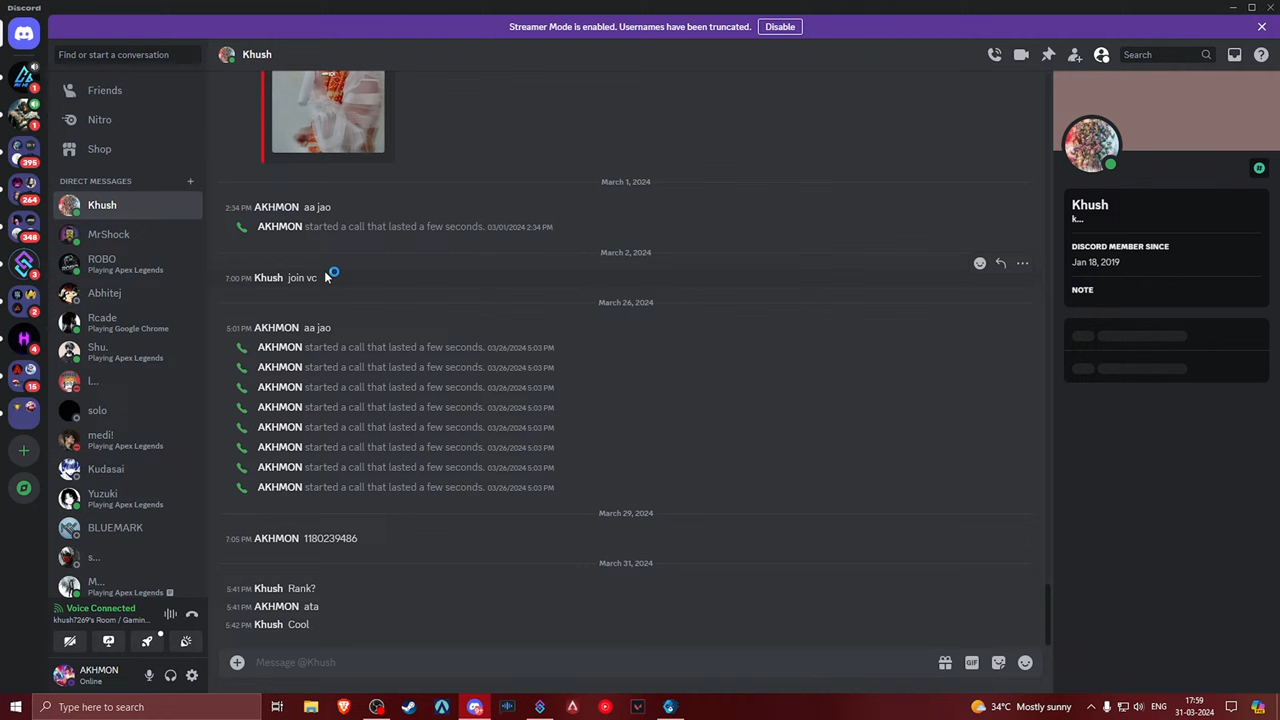 Discord
Streamer Mode is enabled. Usernames have been truncated.
Disable
Find or start a conversation
Khush
Search
Friends
Nitro
Shop
DIRECT MESSAGES
Khush
MrShock
ROBO
Playing Apex Legends
Abhitej
Rcade
Playing Google Chrome
Shu.
Playing Apex Legends
l...
solo
medi!
Playing Apex Legends
Kudasai
Yuzuki
Playing Apex Legends
BLUEMARK
s...
M...
Playing Apex Legends
1
1
395
264
348
3
2
4
15
Voice Connected
khush7269's Room / Gamin...
AKHMON
Online
March 1, 2024
2:34 PM AKHMON aa jao
AKHMON started a call that lasted a few seconds. 03/01/2024 2:34 PM
March 2, 2024
7:00 PM Khush join vc
March 26, 2024
5:01 PM AKHMON aa jao
AKHMON started a call that lasted a few seconds. 03/26/2024 5:03 PM
AKHMON started a call that lasted a few seconds. 03/26/2024 5:03 PM
AKHMON started a call that lasted a few seconds. 03/26/2024 5:03 PM
AKHMON started a call that lasted a few seconds. 03/26/2024 5:03 PM
AKHMON started a call that lasted a few seconds. 03/26/2024 5:03 PM
AKHMON started a call that lasted a few seconds. 03/26/2024 5:03 PM
AKHMON started a call that lasted a few seconds. 03/26/2024 5:03 PM
AKHMON started a call that lasted a few seconds. 03/26/2024 5:03 PM
March 29, 2024
7:05 PM AKHMON 1180239486
March 31, 2024
5:41 PM Khush Rank?
5:41 PM AKHMON ata
5:42 PM Khush Cool
Message @Khush
GIF
Khush
k...
DISCORD MEMBER SINCE
Jan 18, 2019
NOTE
Type here to search
34°C Mostly sunny
ENG
17:59
31-03-2024